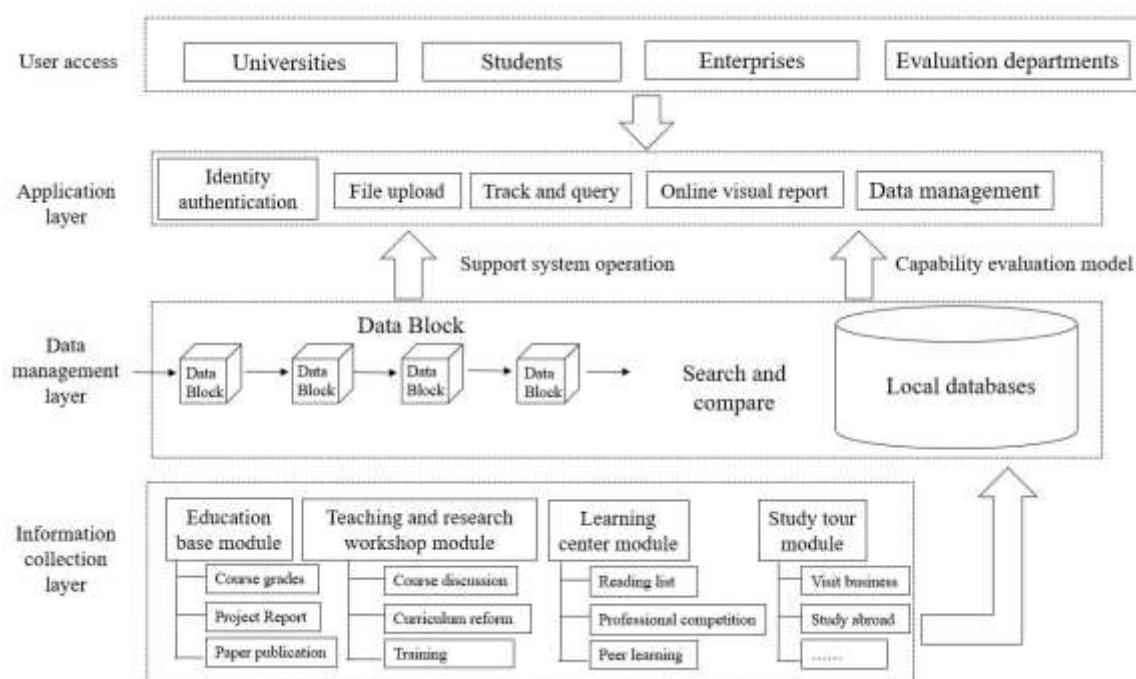 User access
Universities
Students
Enterprises
Evaluation departments
Application
layer
Identity
authentication
File upload
Track and query
Online visual report
Data management
Support system operation
Capability evaluation model
Data
management
layer
Data Block
Data
Block
Data
Block
Data
Block
Data
Block
Search and
compare
Local databases
Information
collection
layer
Education
base module
Course grades
Project Report
Paper publication
Teaching and research
workshop module
Course discussion
Curriculum reform
Training
Learning
center module
Reading list
Professional competition
Peer learning
Study tour
module
Visit business
Study abroad
……